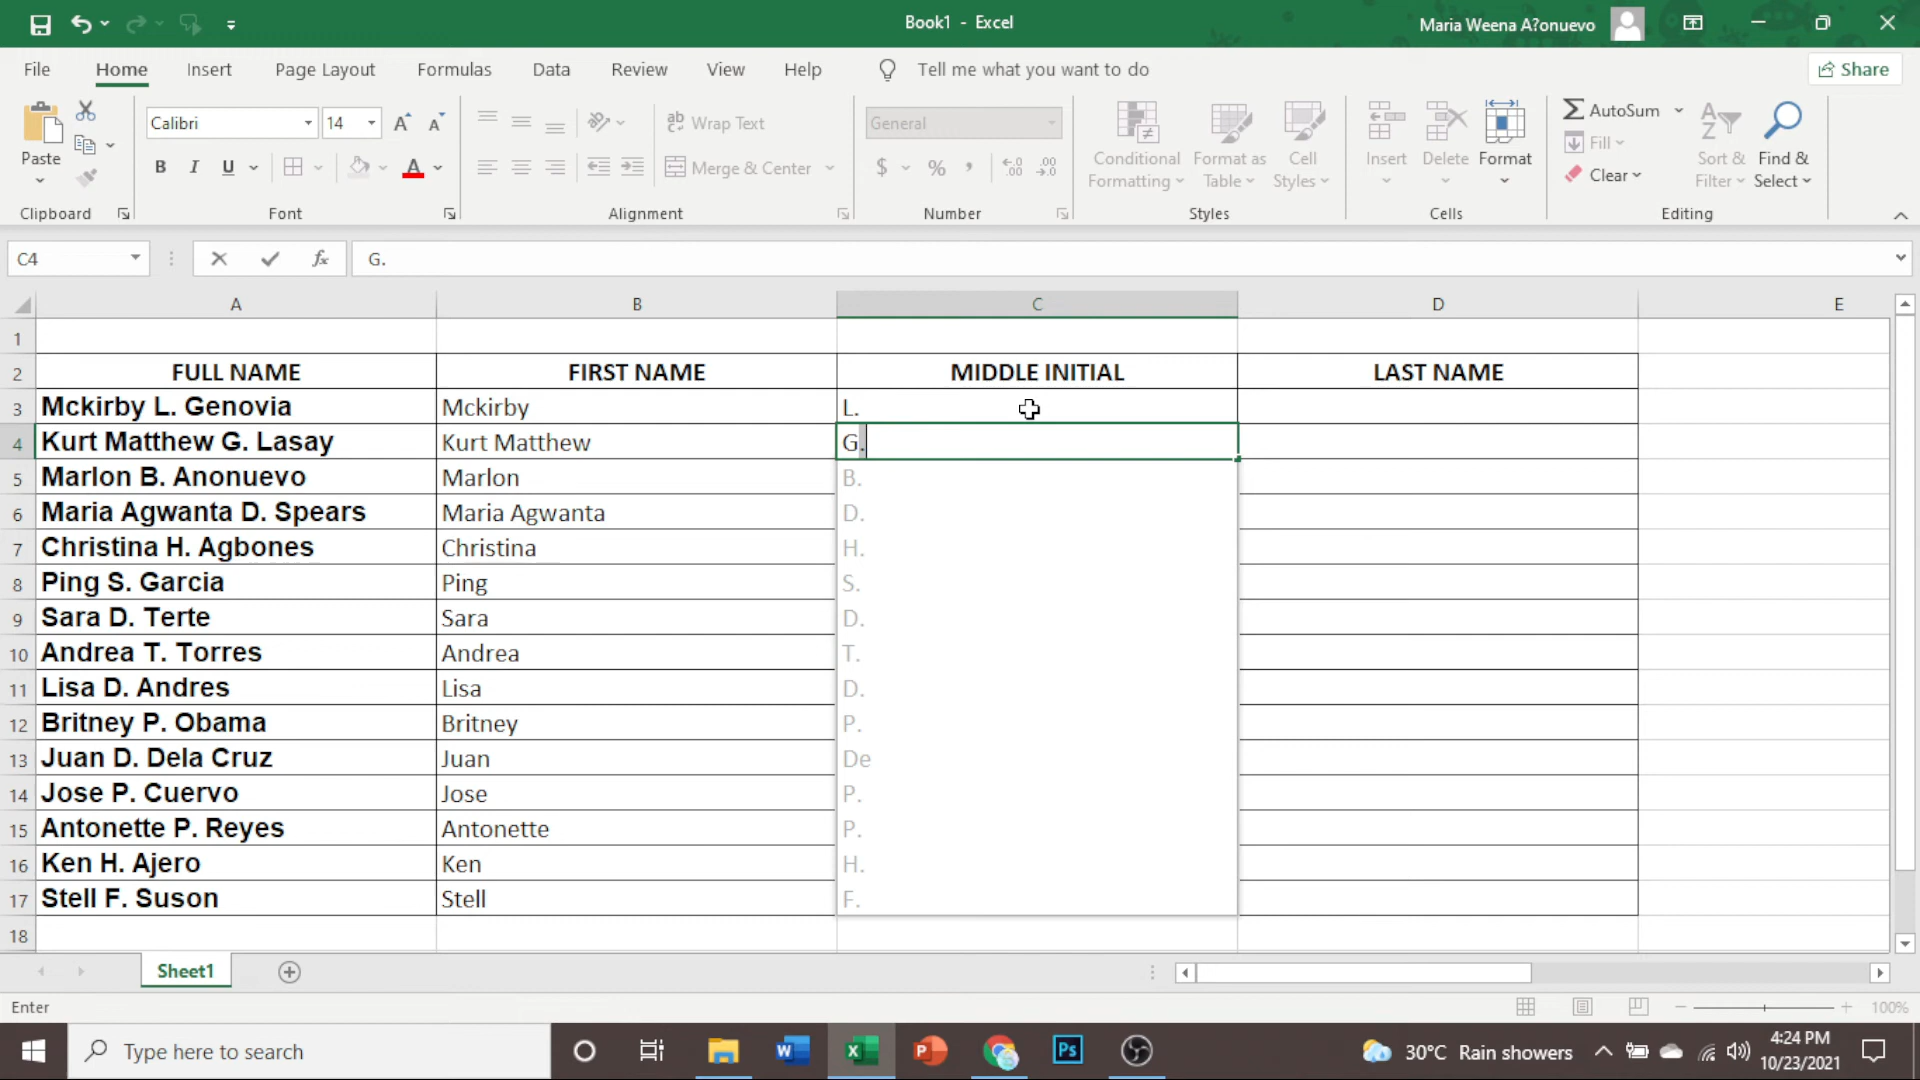 Book1 - Excel
Maria Weena A?onuevo
File Home Insert Page Layout Formulas Data Review View Help Tell me what you want to do Share
Paste
Clipboard
Calibri 14
B I U
Font
Wrap Text
Merge & Center
Alignment
General
$ % ,
Number
Conditional Formatting
Format as Table
Cell Styles
Styles
Insert Delete Format
Cells
AutoSum
Fill
Clear
Sort & Filter
Find & Select
Editing
C4 fx G.
A B C D E
1
2 FULL NAME FIRST NAME MIDDLE INITIAL LAST NAME
3 Mckirby L. Genovia Mckirby L.
4 Kurt Matthew G. Lasay Kurt Matthew G.
5 Marlon B. Anonuevo Marlon B.
6 Maria Agwanta D. Spears Maria Agwanta D.
7 Christina H. Agbones Christina H.
8 Ping S. Garcia Ping S.
9 Sara D. Terte Sara D.
10 Andrea T. Torres Andrea T.
11 Lisa D. Andres Lisa D.
12 Britney P. Obama Britney P.
13 Juan D. Dela Cruz Juan De
14 Jose P. Cuervo Jose P.
15 Antonette P. Reyes Antonette P.
16 Ken H. Ajero Ken H.
17 Stell F. Suson Stell F.
18
Sheet1
Enter
100%
Type here to search
Ps
30°C Rain showers
4:24 PM
10/23/2021